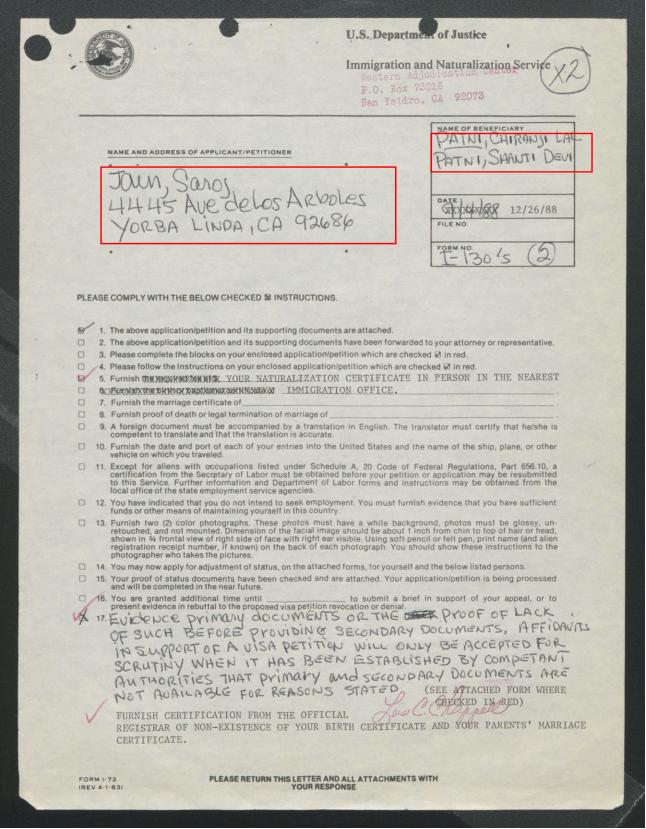 U.S. Department of Justice
Immigration and Naturalization Service
X2
Western Adjudication Center
P.O. Box 73016
San Ysidro, CA 92073
NAME OF BENEFICIARY
PATNI, CHIRANJI LAL
PATNI, SHANTI DEVI
NAME AND ADDRESS OF APPLICANT/PETITIONER
Jain, Saroj
4445 Ave de Los Arboles
YORBA LINDA, CA 92686
DATE
12/26/88
FILE NO.
FORM NO.
I-130's (2)
PLEASE COMPLY WITH THE BELOW CHECKED ☒ INSTRUCTIONS.
1. The above application/petition and its supporting documents are attached.
2. The above application/petition and its supporting documents have been forwarded to your attorney or representative.
3. Please complete the blocks on your enclosed application/petition which are checked ☑ in red.
4. Please follow the instructions on your enclosed application/petition which are checked ☑ in red.
5. Furnish YOUR NATURALIZATION CERTIFICATE IN PERSON IN THE NEAREST
6. IMMIGRATION OFFICE.
7. Furnish the marriage certificate of
8. Furnish proof of death or legal termination of marriage of
9. A foreign document must be accompanied by a translation in English. The translator must certify that he/she is
competent to translate and that the translation is accurate.
10. Furnish the date and port of each of your entries into the United States and the name of the ship, plane, or other
vehicle on which you traveled.
11. Except for aliens with occupations listed under Schedule A, 20 Code of Federal Regulations, Part 656.10, a
certification from the Secretary of Labor must be obtained before your petition or application may be resubmitted
to this Service. Further information and Department of Labor forms and instructions may be obtained from the
local office of the state employment service agencies.
12. You have indicated that you do not intend to seek employment. You must furnish evidence that you have sufficient
funds or other means of maintaining yourself in this country.
13. Furnish two (2) color photographs. These photos must have a white background, photos must be glossy, un-
retouched, and not mounted. Dimension of the facial image should be about 1 inch from chin to top of hair or head,
shown in ¾ frontal view of right side of face with right ear visible. Using soft pencil or felt pen, print name (and alien
registration receipt number, if known) on the back of each photograph. You should show these instructions to the
photographer who takes the pictures.
14. You may now apply for adjustment of status, on the attached forms, for yourself and the below listed persons.
15. Your proof of status documents have been checked and are attached. Your application/petition is being processed
and will be completed in the near future.
16. You are granted additional time until to submit a brief in support of your appeal, or to
present evidence in rebuttal to the proposed visa petition revocation or denial.
17. Evidence primary documents OR THE PROOF OF LACK
OF SUCH BEFORE PROVIDING SECONDARY DOCUMENTS, AFFIDAVITS
IN SUPPORT OF A VISA PETITION WILL ONLY BE ACCEPTED FOR
SCRUTINY WHEN IT HAS BEEN ESTABLISHED BY COMPETANT
AUTHORITIES THAT PRIMARY and SECONDARY DOCUMENTS ARE
NOT AVAILABLE FOR REASONS STATED (SEE ATTACHED FORM WHERE
CHECKED IN RED)
FURNISH CERTIFICATION FROM THE OFFICIAL
REGISTRAR OF NON-EXISTENCE OF YOUR BIRTH CERTIFICATE AND YOUR PARENTS' MARRIAGE
CERTIFICATE.
FORM I-72
(REV 4-1-83)
PLEASE RETURN THIS LETTER AND ALL ATTACHMENTS WITH
YOUR RESPONSE